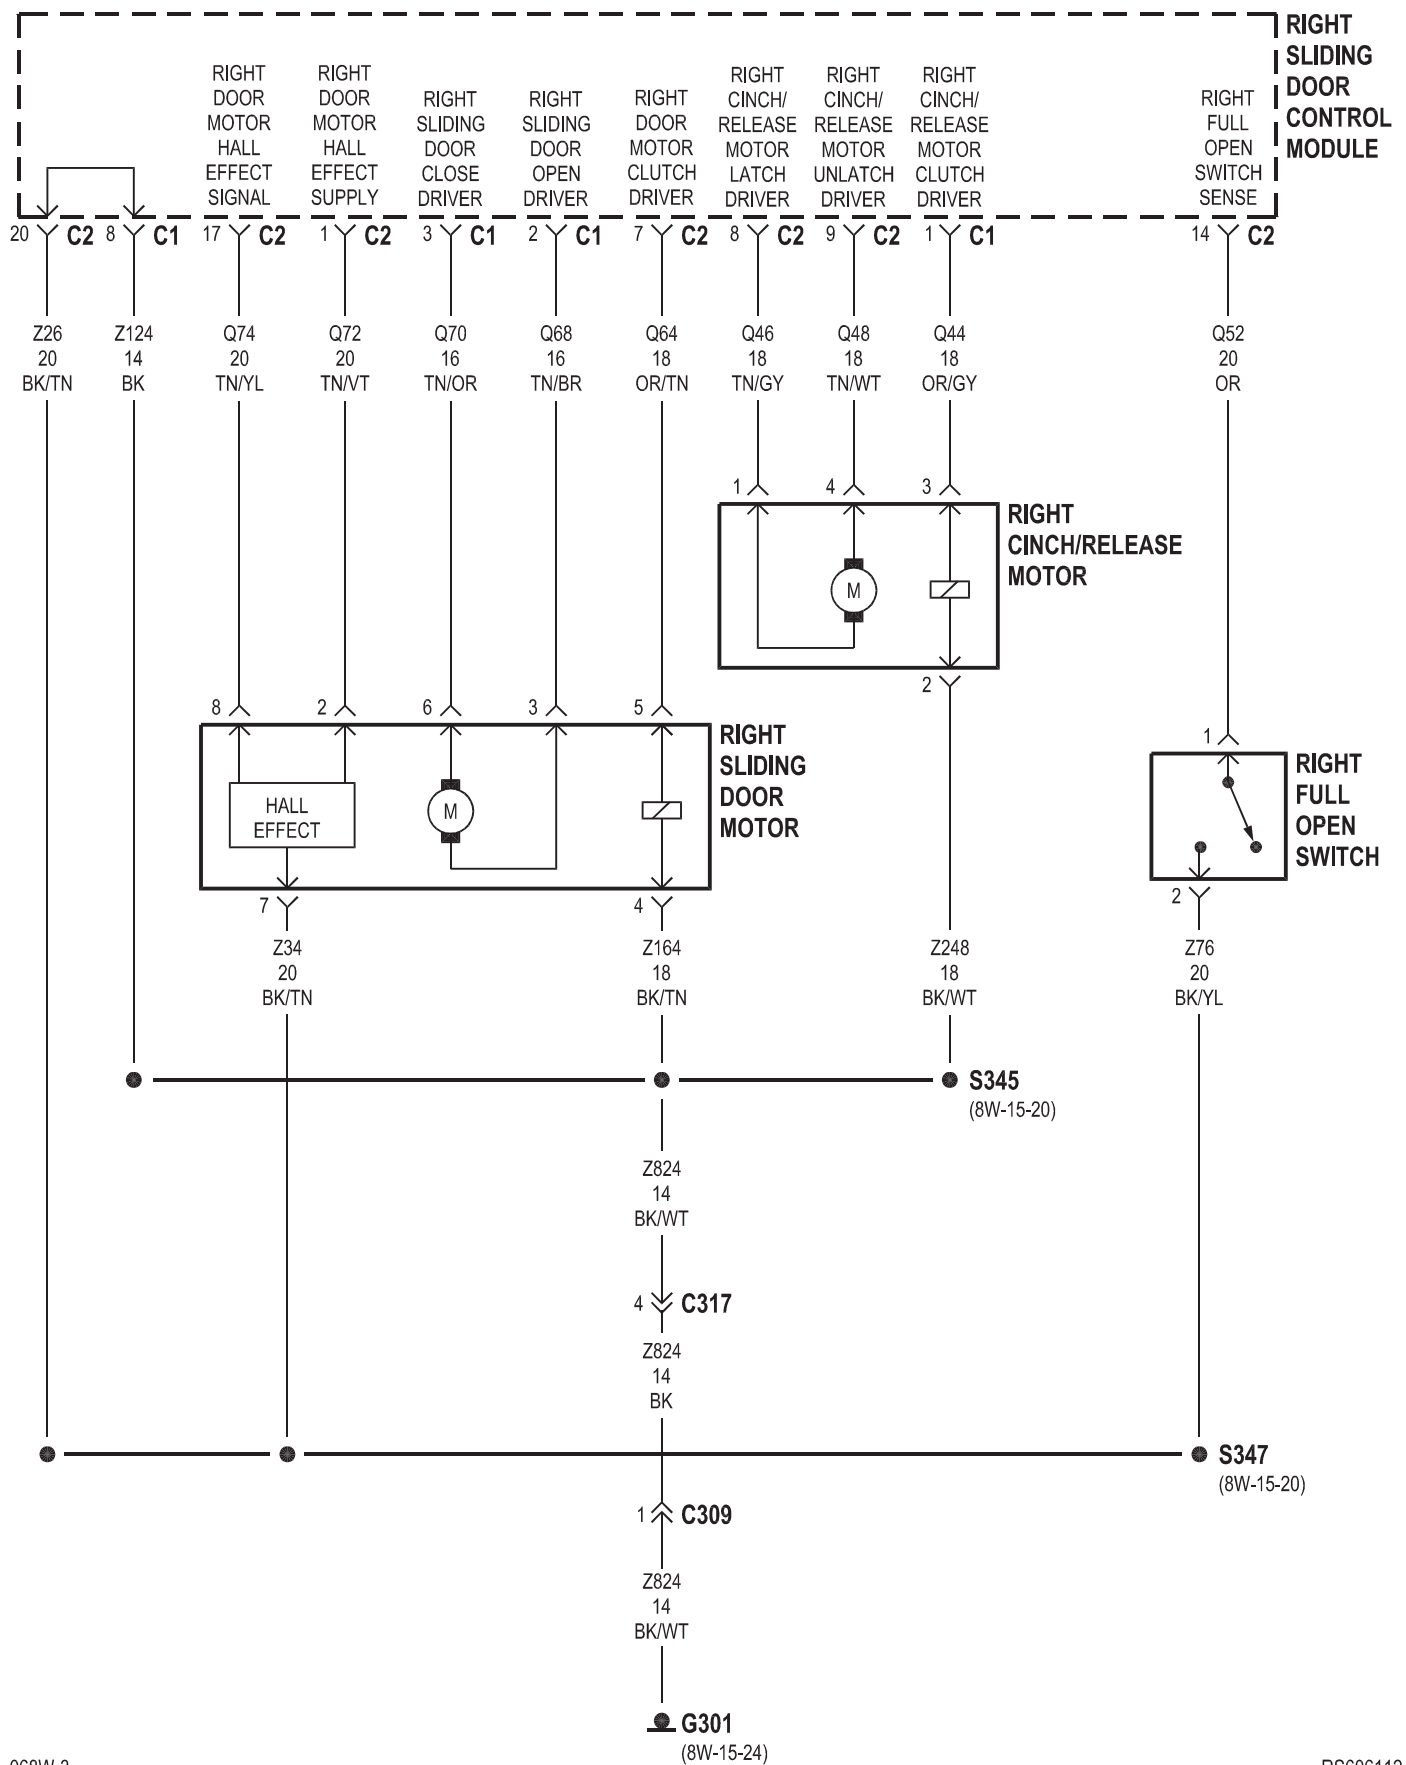 RIGHT
SLIDING
DOOR
CONTROL
MODULE
RIGHT
DOOR
MOTOR
HALL
EFFECT
SIGNAL
RIGHT
DOOR
MOTOR
HALL
EFFECT
SUPPLY
RIGHT
SLIDING
DOOR
CLOSE
DRIVER
RIGHT
SLIDING
DOOR
OPEN
DRIVER
RIGHT
DOOR
MOTOR
CLUTCH
DRIVER
RIGHT
CINCH/
RELEASE
MOTOR
LATCH
DRIVER
RIGHT
CINCH/
RELEASE
MOTOR
UNLATCH
DRIVER
RIGHT
CINCH/
RELEASE
MOTOR
CLUTCH
DRIVER
RIGHT
FULL
OPEN
SWITCH
SENSE
20 C2 8 C1 17 C2 1 C2 3 C1 2 C1 7 C2 8 C2 9 C2 1 C1 14 C2
Z26 Z124 Q74 Q72 Q70 Q68 Q64 Q46 Q48 Q44 Q52
20 14 20 20 16 16 18 18 18 18 20
BK/TN BK TN/YL TN/VT TN/OR TN/BR OR/TN TN/GY TN/WT OR/GY OR
1 4 3
RIGHT
CINCH/RELEASE
MOTOR
M
2
8 2 6 3 5
RIGHT
SLIDING
DOOR
MOTOR
HALL
EFFECT
M
7 4
1
RIGHT
FULL
OPEN
SWITCH
2
Z34 Z164 Z248 Z76
20 18 18 20
BK/TN BK/TN BK/WT BK/YL
S345
(8W-15-20)
Z824
14
BK/WT
4 C317
Z824
14
BK
S347
(8W-15-20)
1 C309
Z824
14
BK/WT
G301
(8W-15-24)